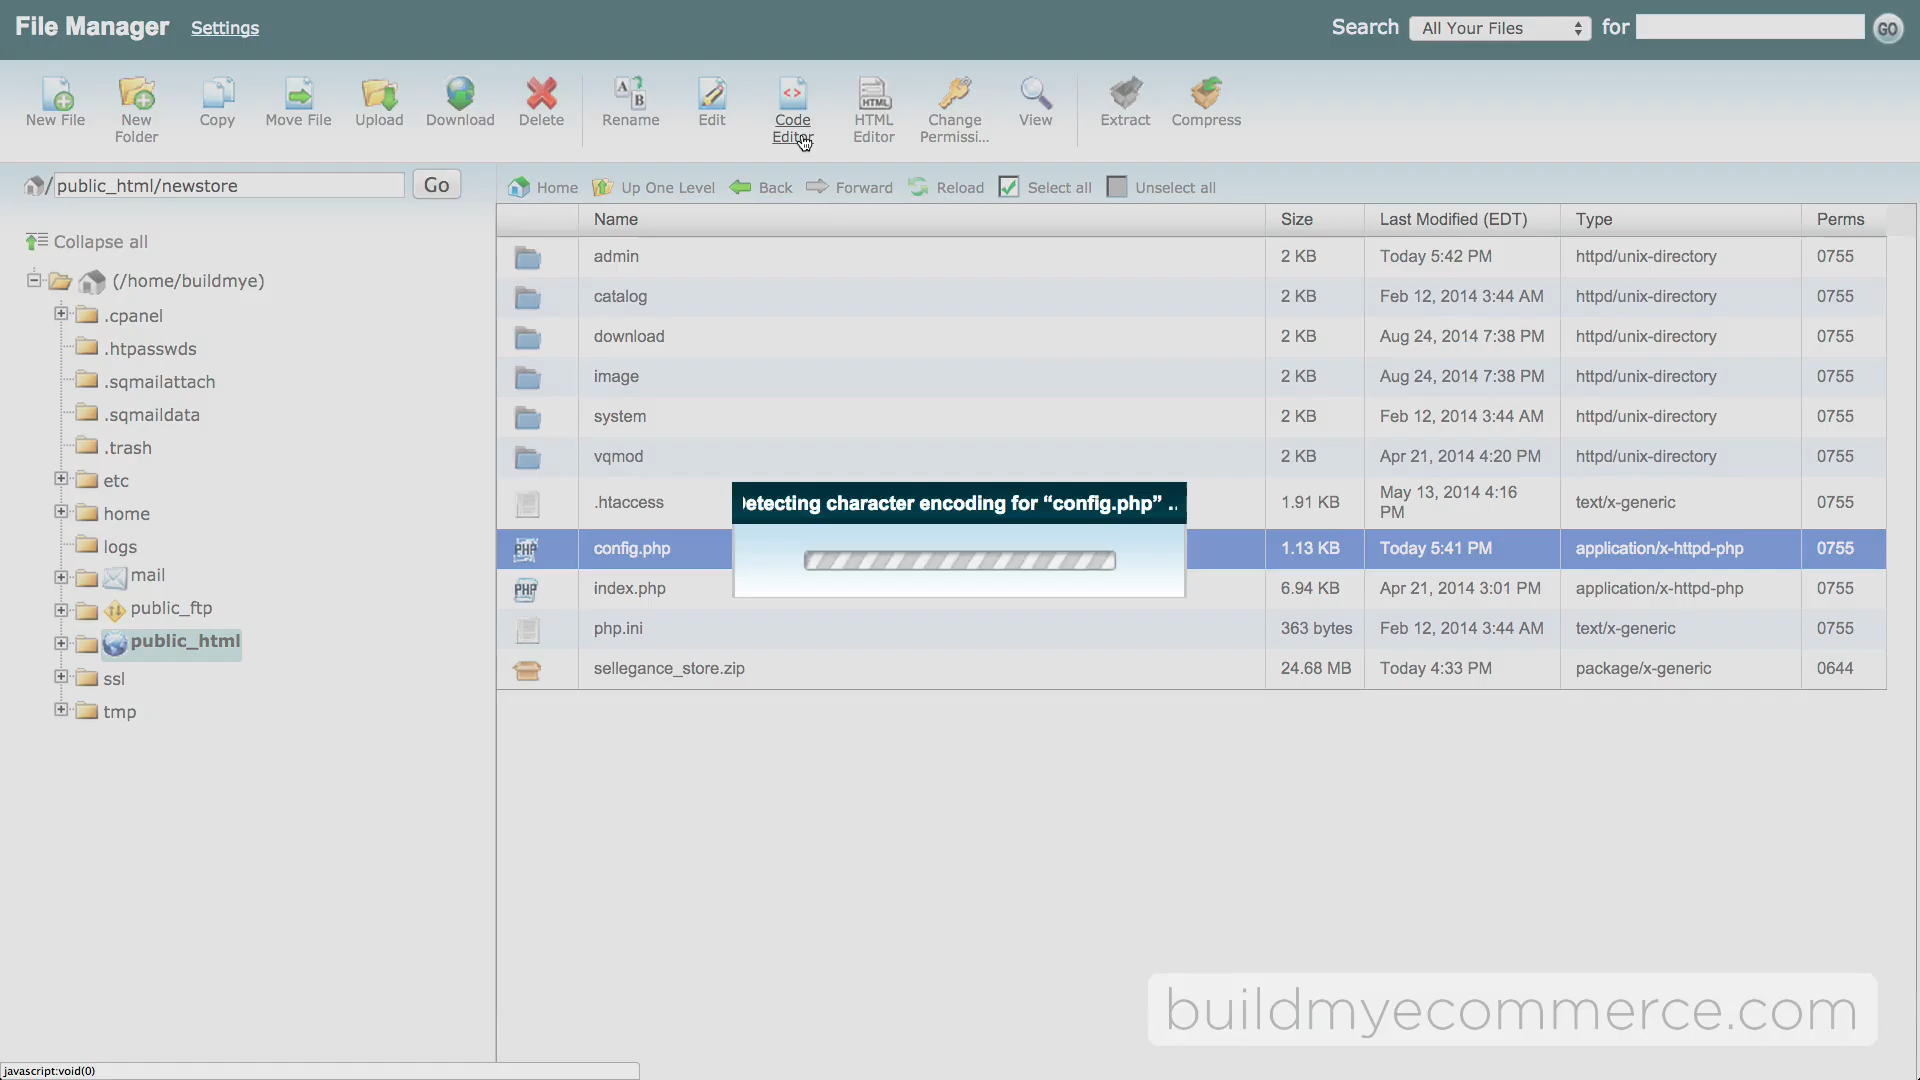 File Manager Settings Search All Your Files for GO
New File New Folder Copy Move File Upload Download Delete Rename Edit Code Editor HTML Editor Change Permissi... View Extract Compress
/ public_html/newstore Go
Home Up One Level Back Forward Reload Select all Unselect all
Collapse all
(/home/buildmye)
.cpanel
.htpasswds
.sqmailattach
.sqmaildata
.trash
etc
home
logs
mail
public_ftp
public_html
ssl
tmp
Name Size Last Modified (EDT) Type Perms
admin 2 KB Today 5:42 PM httpd/unix-directory 0755
catalog 2 KB Feb 12, 2014 3:44 AM httpd/unix-directory 0755
download 2 KB Aug 24, 2014 7:38 PM httpd/unix-directory 0755
image 2 KB Aug 24, 2014 7:38 PM httpd/unix-directory 0755
system 2 KB Feb 12, 2014 3:44 AM httpd/unix-directory 0755
vqmod 2 KB Apr 21, 2014 4:20 PM httpd/unix-directory 0755
.htaccess 1.91 KB May 13, 2014 4:16 PM text/x-generic 0755
etecting character encoding for “config.php” ..
PHP config.php 1.13 KB Today 5:41 PM application/x-httpd-php 0755
PHP index.php 6.94 KB Apr 21, 2014 3:01 PM application/x-httpd-php 0755
php.ini 363 bytes Feb 12, 2014 3:44 AM text/x-generic 0755
sellegance_store.zip 24.68 MB Today 4:33 PM package/x-generic 0644
buildmyecommerce.com
javascript:void(0)